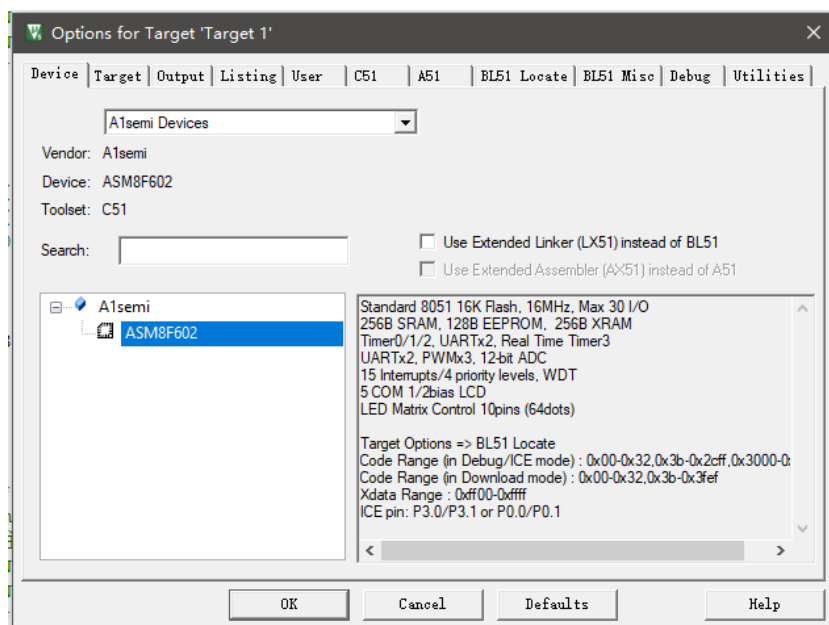 Options for Target 'Target 1'
Device Target Output Listing User C51 A51 BL51 Locate BL51 Misc Debug Utilities
A1semi Devices
Vendor: A1semi
Device: ASM8F602
Toolset: C51
Search:
Use Extended Linker (LX51) instead of BL51
Use Extended Assembler (AX51) instead of A51
A1semi
ASM8F602
Standard 8051 16K Flash, 16MHz, Max 30 I/O
256B SRAM, 128B EEPROM, 256B XRAM
Timer0/1/2, UARTx2, Real Time Timer3
UARTx2, PWMx3, 12-bit ADC
15 Interrupts/4 priority levels, WDT
5 COM 1/2bias LCD
LED Matrix Control 10pins (64dots)
Target Options => BL51 Locate
Code Range (in Debug/ICE mode) : 0x00-0x32,0x3b-0x2cff,0x3000-0
Code Range (in Download mode) : 0x00-0x32,0x3b-0x3fef
Xdata Range : 0xff00-0xffff
ICE pin: P3.0/P3.1 or P0.0/P0.1
OK Cancel Defaults Help